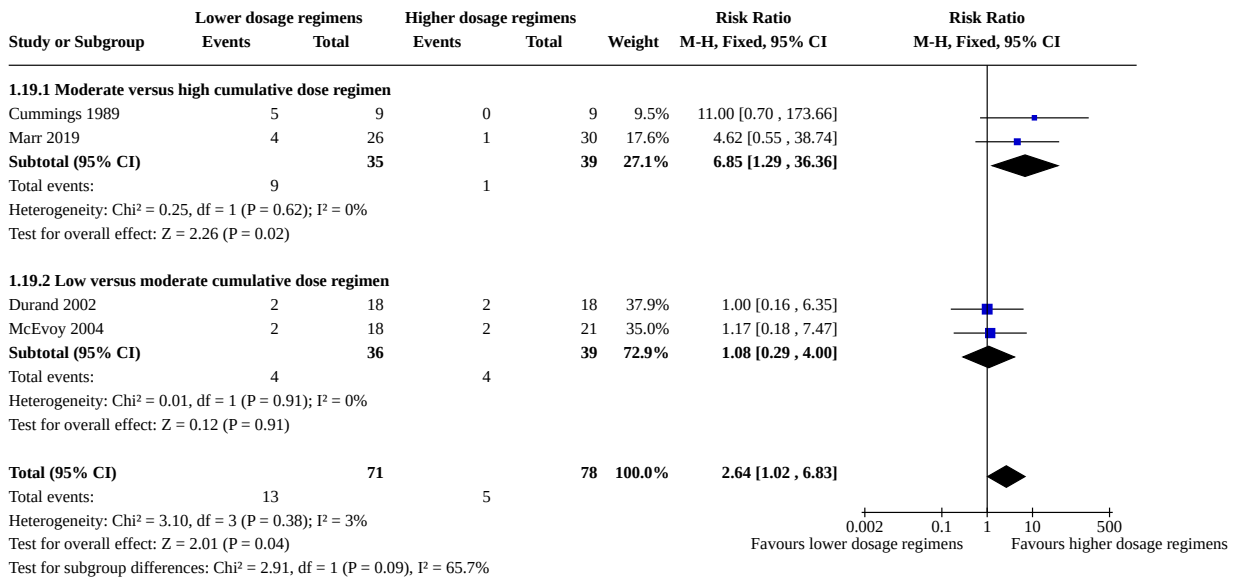 Lower dosage regimens Higher dosage regimens Risk Ratio Risk Ratio
Study or Subgroup Events Total Events Total Weight M-H, Fixed, 95% CI M-H, Fixed, 95% CI
1.19.1 Moderate versus high cumulative dose regimen
Cummings 1989 5 9 0 9 9.5% 11.00 [0.70 , 173.66]
Marr 2019 4 26 1 30 17.6% 4.62 [0.55 , 38.74]
Subtotal (95% CI) 35 39 27.1% 6.85 [1.29 , 36.36]
Total events: 9 1
Heterogeneity: Chi² = 0.25, df = 1 (P = 0.62); I² = 0%
Test for overall effect: Z = 2.26 (P = 0.02)
1.19.2 Low versus moderate cumulative dose regimen
Durand 2002 2 18 2 18 37.9% 1.00 [0.16 , 6.35]
McEvoy 2004 2 18 2 21 35.0% 1.17 [0.18 , 7.47]
Subtotal (95% CI) 36 39 72.9% 1.08 [0.29 , 4.00]
Total events: 4 4
Heterogeneity: Chi² = 0.01, df = 1 (P = 0.91); I² = 0%
Test for overall effect: Z = 0.12 (P = 0.91)
Total (95% CI) 71 78 100.0% 2.64 [1.02 , 6.83]
Total events: 13 5
Heterogeneity: Chi² = 3.10, df = 3 (P = 0.38); I² = 3%
0.002 0.1 1 10 500
Test for overall effect: Z = 2.01 (P = 0.04) Favours lower dosage regimens Favours higher dosage regimens
Test for subgroup differences: Chi² = 2.91, df = 1 (P = 0.09), I² = 65.7%